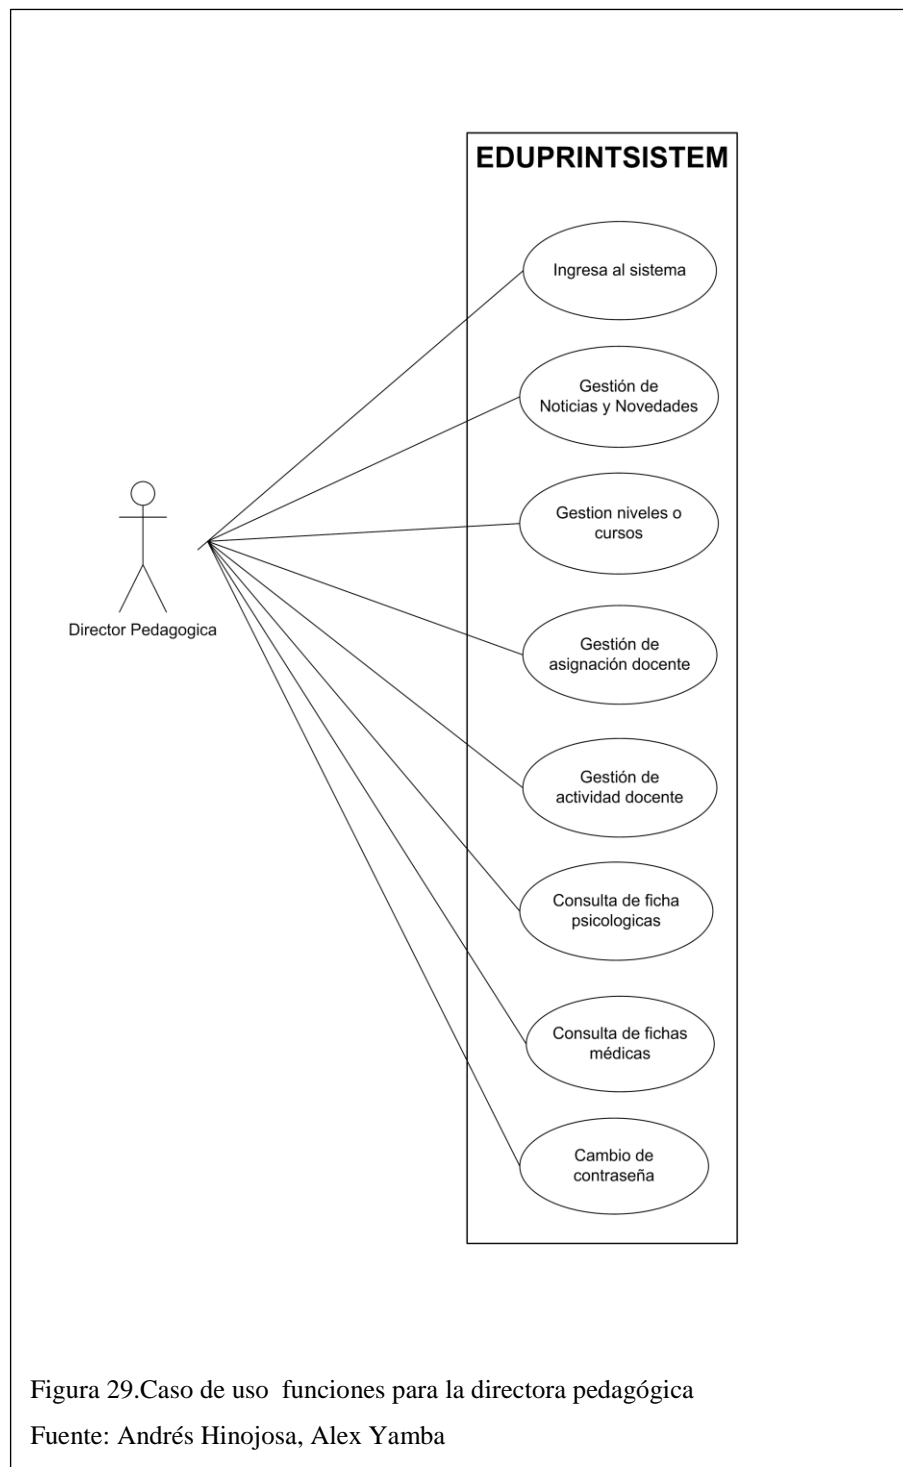 EDUPRINTSISTEM
Ingresa al sistema
Gestión de
Noticias y Novedades
Gestion niveles o
cursos
Director Pedagogica
Gestión de
asignación docente
Gestión de
actividad docente
Consulta de ficha
psicologicas
Consulta de fichas
médicas
Cambio de
contraseña
Figura 29.Caso de uso  funciones para la directora pedagógica
Fuente: Andrés Hinojosa, Alex Yamba